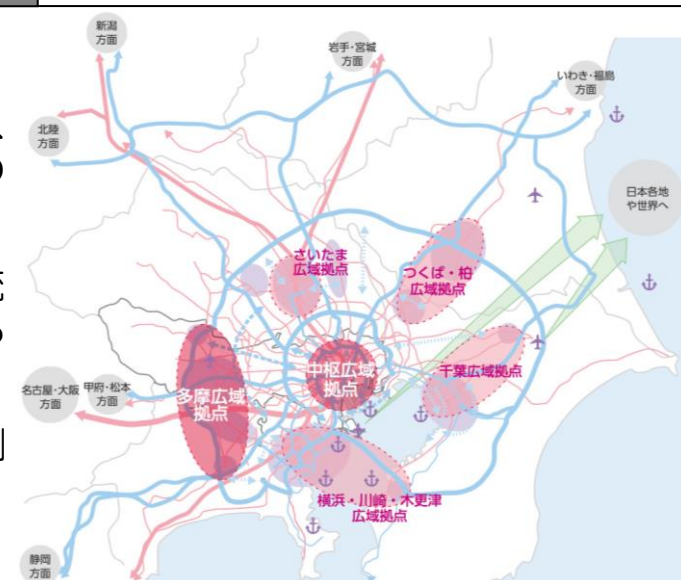 新潟
方面
岩手・宮城
方面
いわき・福島
方面
北陸
方面
日本各地
や世界へ
さいたま
広域拠点
つくば・柏
広域拠点
中枢広域
拠点
千葉広域拠点
多摩広域
拠点
名古屋・大阪
方面
甲府・松本
方面
横浜・川崎・木更津
広域拠点
静岡
方面